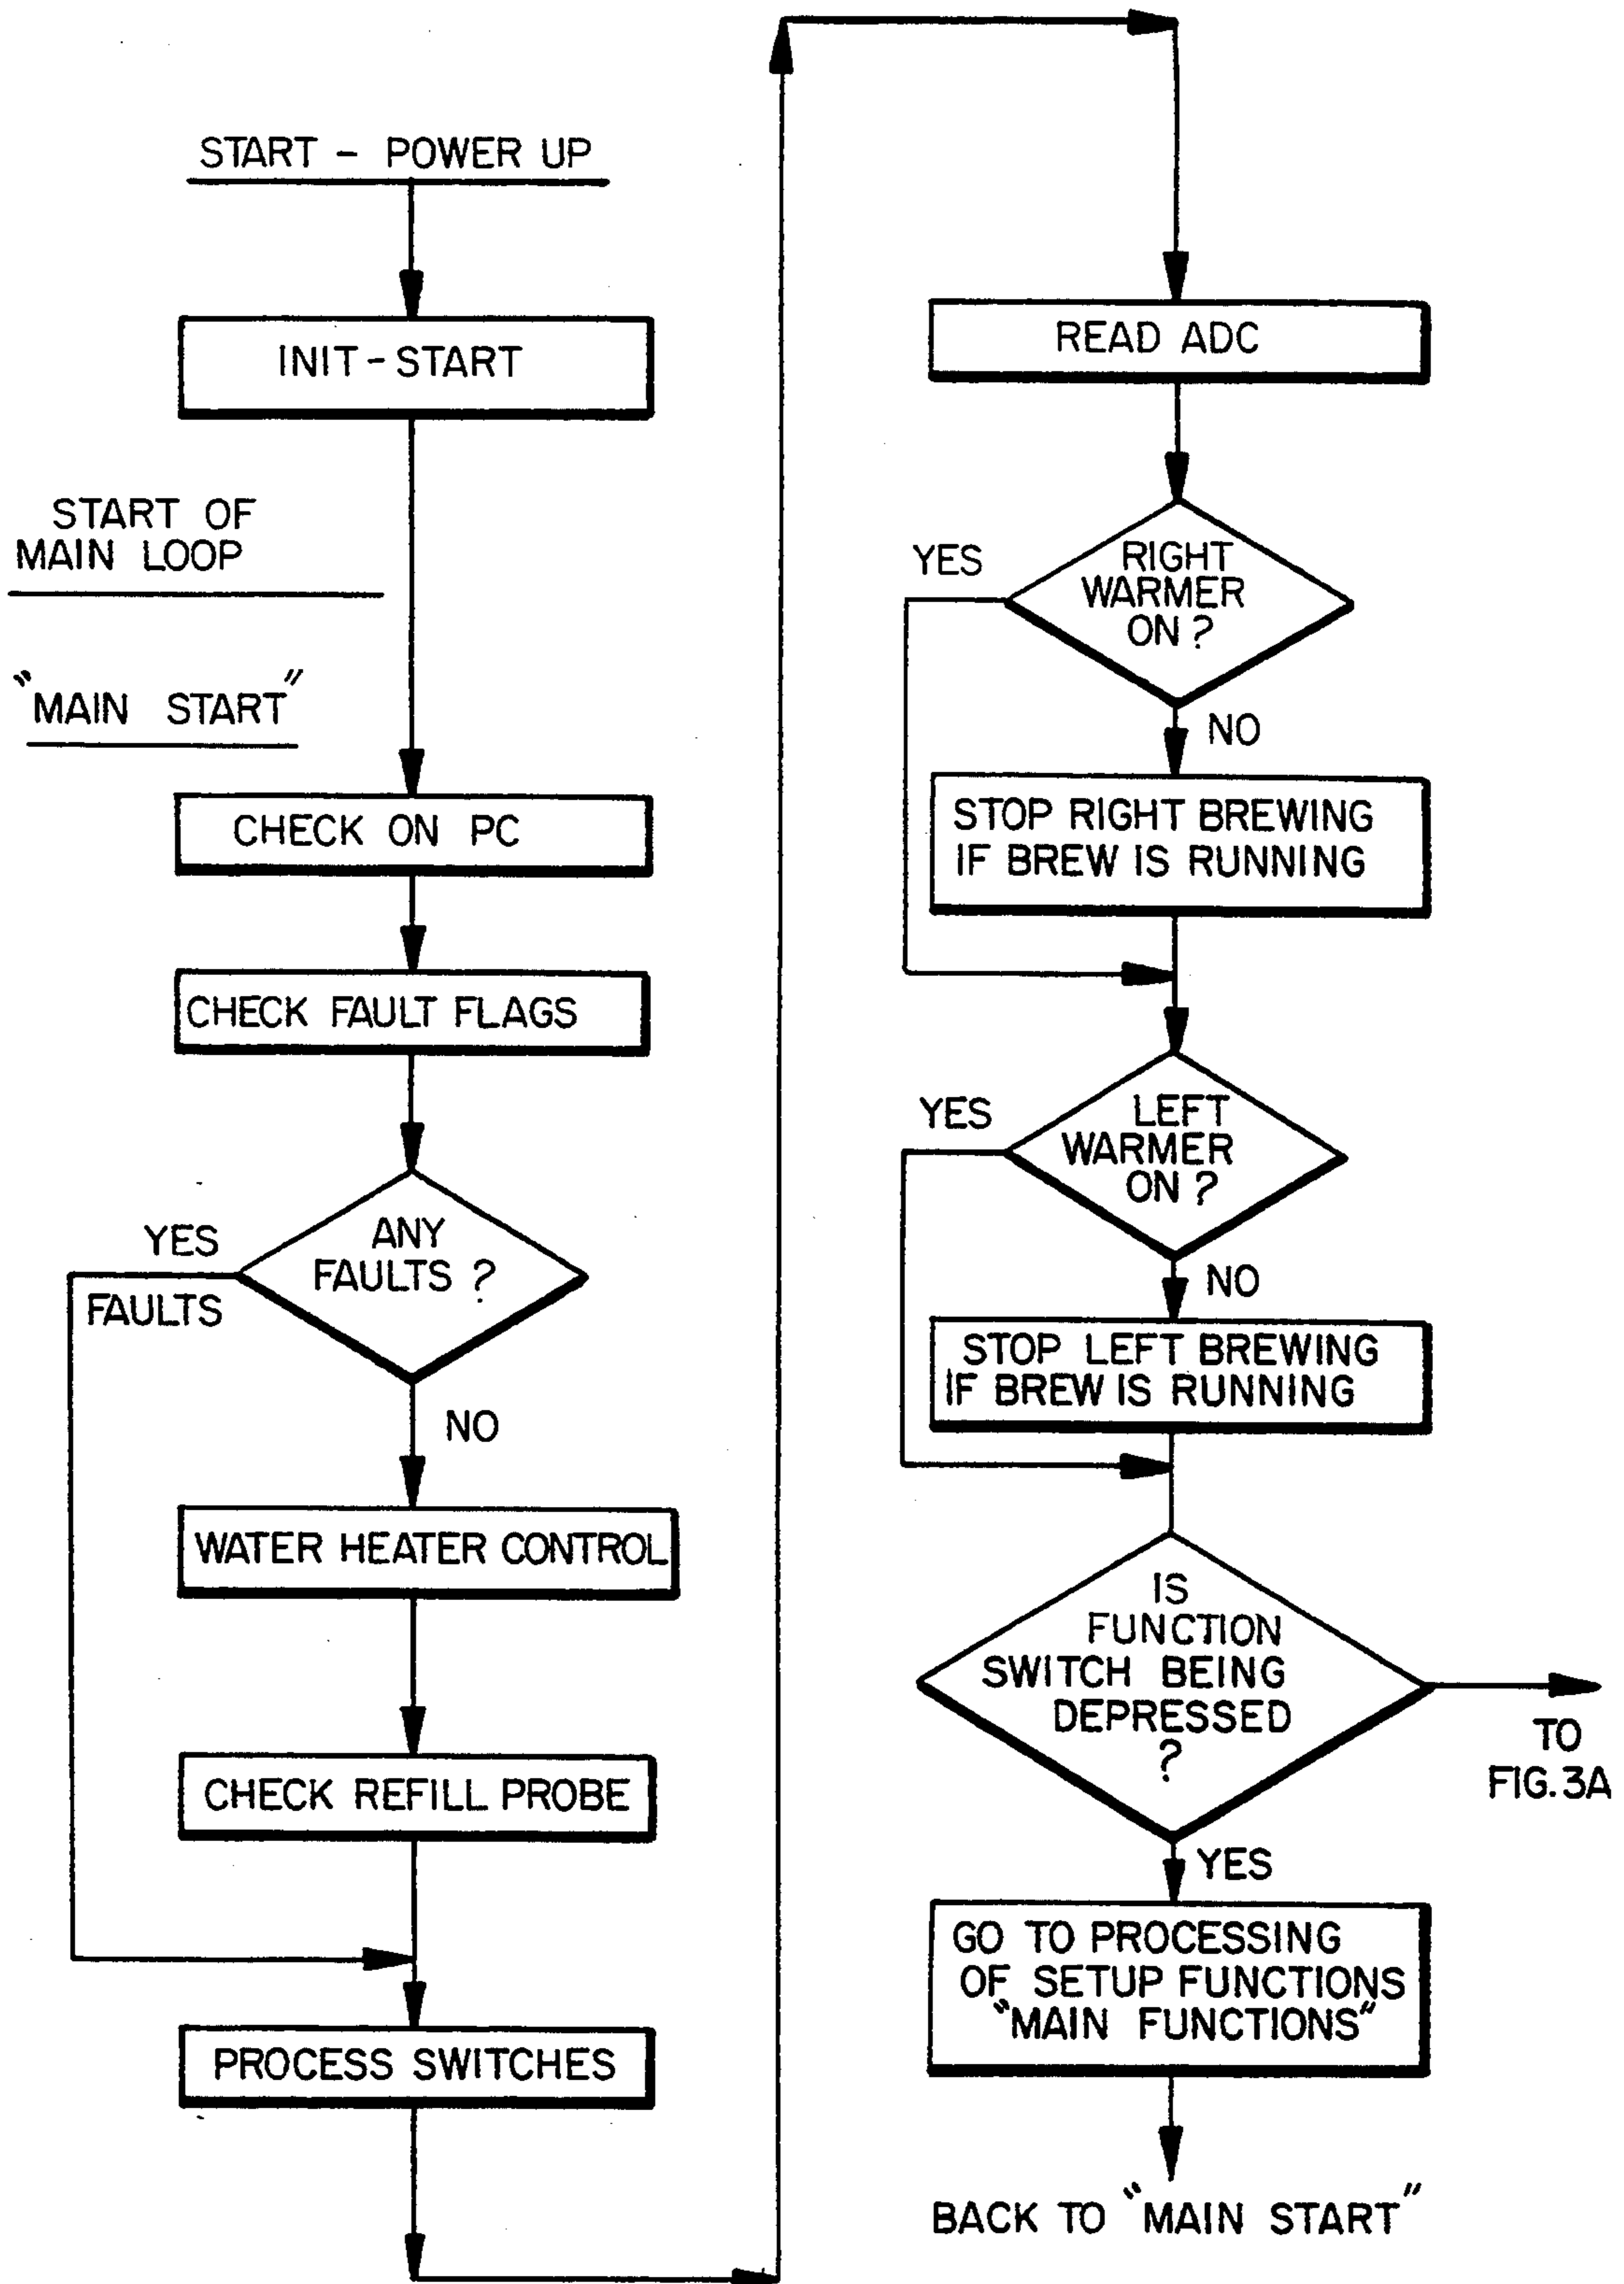 START - POWER UP
INIT-START
START OF
MAIN LOOP
"MAIN START"
CHECK ON PC
CHECK FAULT FLAGS
ANY
FAULTS ?
YES
FAULTS
NO
WATER HEATER CONTROL
CHECK REFILL PROBE
PROCESS SWITCHES
READ ADC
RIGHT
WARMER
ON ?
YES
NO
STOP RIGHT BREWING
IF BREW IS RUNNING
LEFT
WARMER
ON ?
YES
NO
STOP LEFT BREWING
IF BREW IS RUNNING
IS
FUNCTION
SWITCH BEING
DEPRESSED
?
TO
FIG. 3A
YES
GO TO PROCESSING
OF SETUP FUNCTIONS
"MAIN FUNCTIONS"
BACK TO "MAIN START"